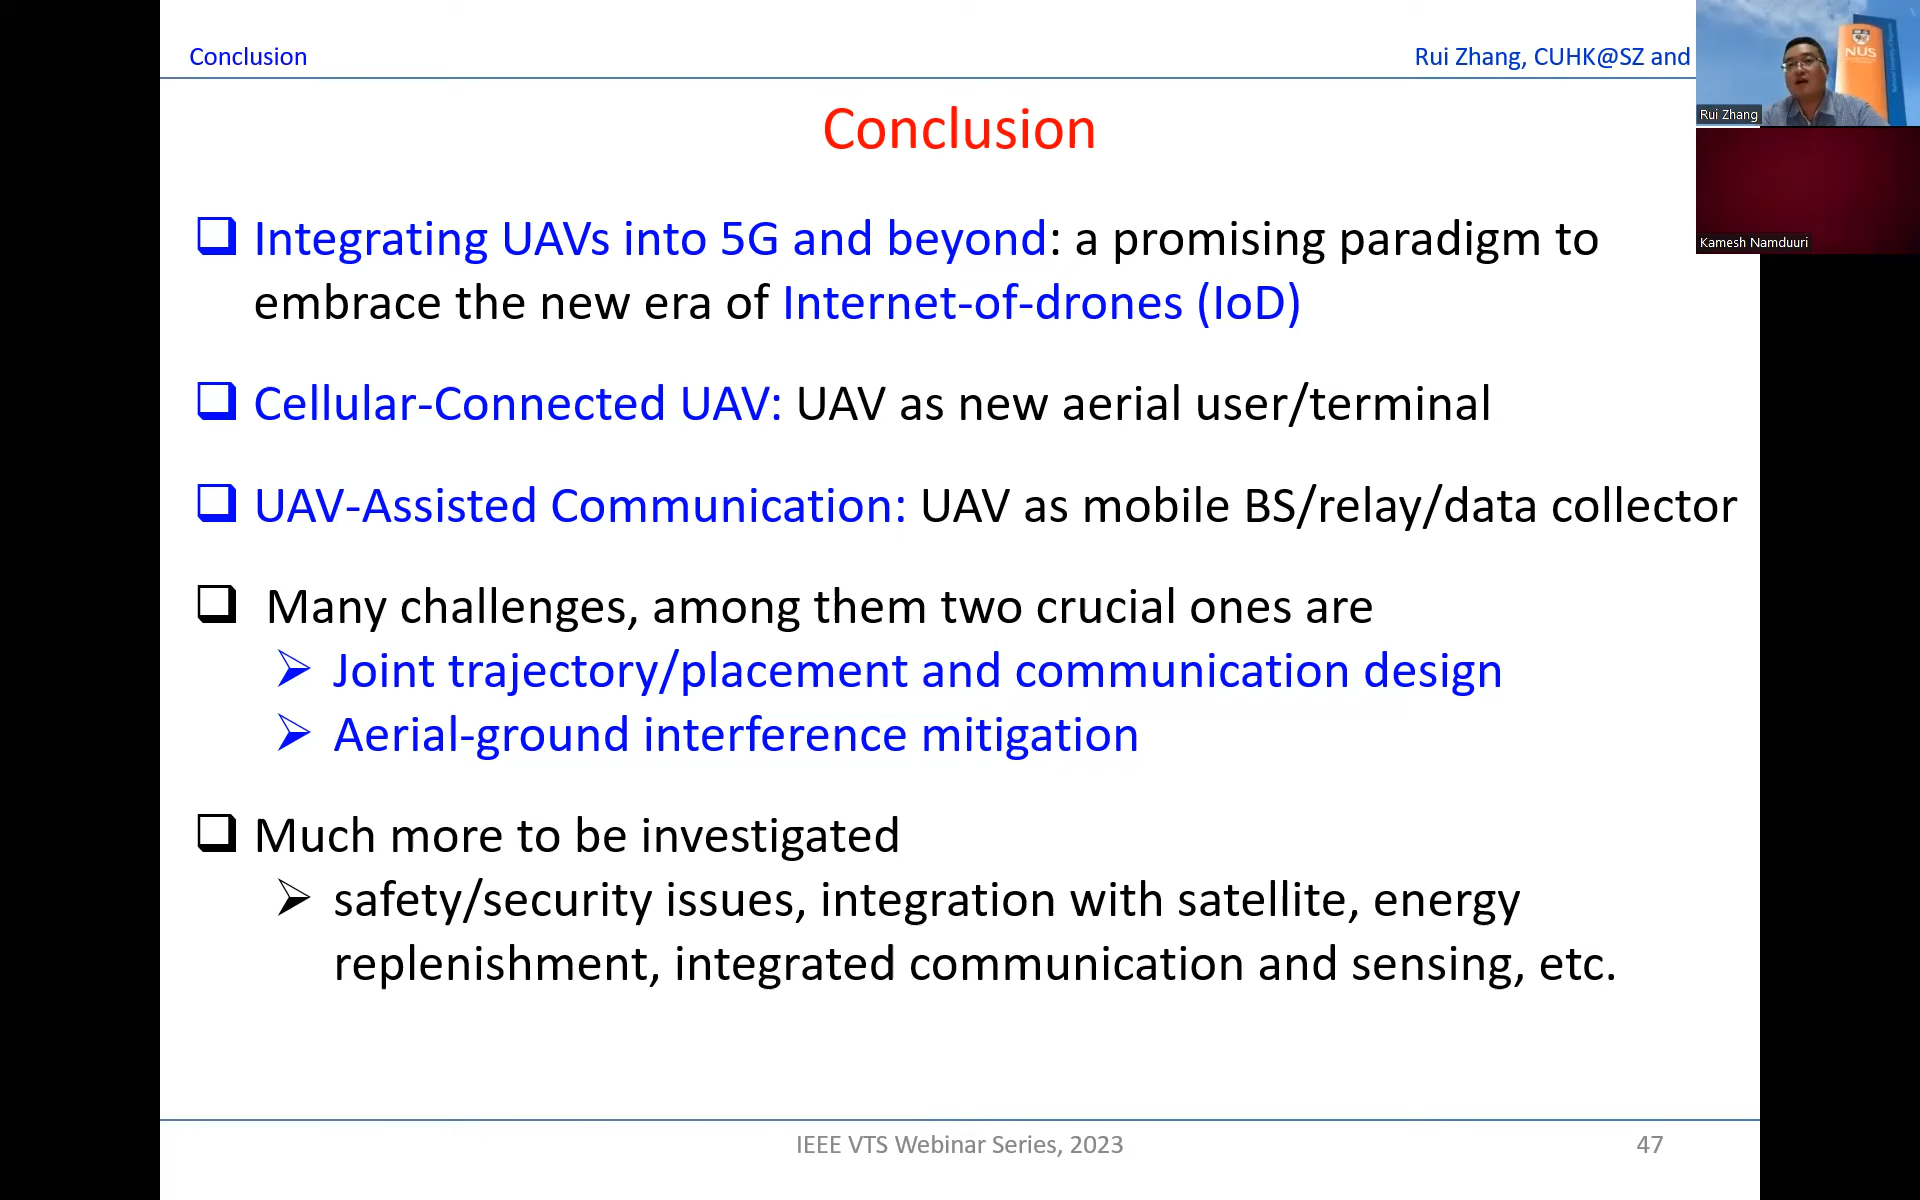 Conclusion
Rui Zhang, CUHK@SZ and
NUS
Rui Zhang
Kamesh Namduuri
Conclusion
Integrating UAVs into 5G and beyond: a promising paradigm to
embrace the new era of Internet-of-drones (IoD)
Cellular-Connected UAV: UAV as new aerial user/terminal
UAV-Assisted Communication: UAV as mobile BS/relay/data collector
Many challenges, among them two crucial ones are
Joint trajectory/placement and communication design
Aerial-ground interference mitigation
Much more to be investigated
safety/security issues, integration with satellite, energy
replenishment, integrated communication and sensing, etc.
IEEE VTS Webinar Series, 2023
47